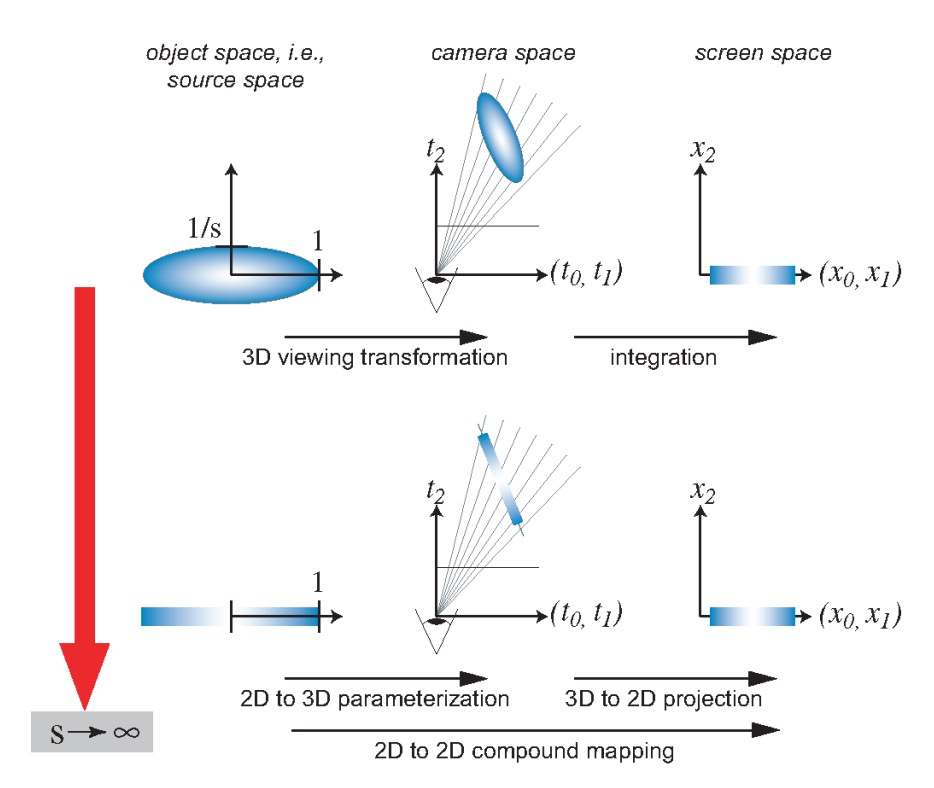 object space, i.e.,
source space
camera space
screen space
t2
x2
1/s
1
(t0, t1)
(x0, x1)
3D viewing transformation
integration
t2
x2
1
(t0, t1)
(x0, x1)
2D to 3D parameterization
3D to 2D projection
s→∞
2D to 2D compound mapping